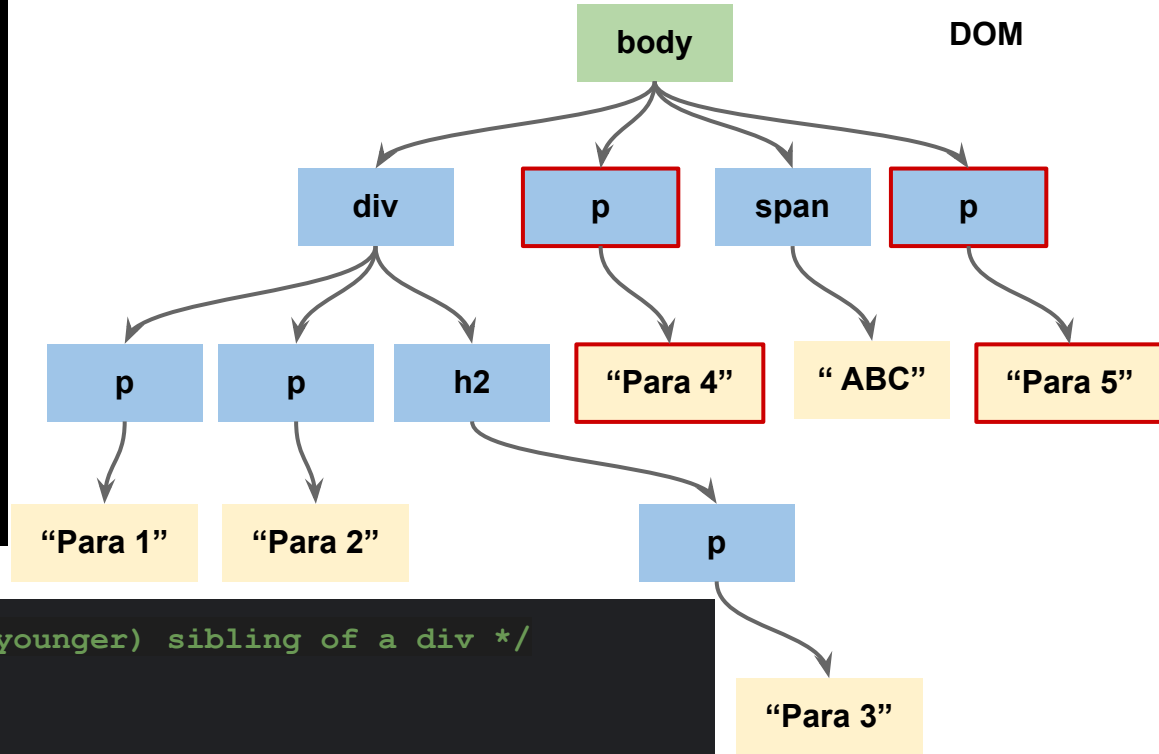 body
DOM
div
p
span
p
p
p
h2
“Para 4”
“ ABC”
“Para 5”
“Para 1”
“Para 2”
p
younger) sibling of a div */
“Para 3”